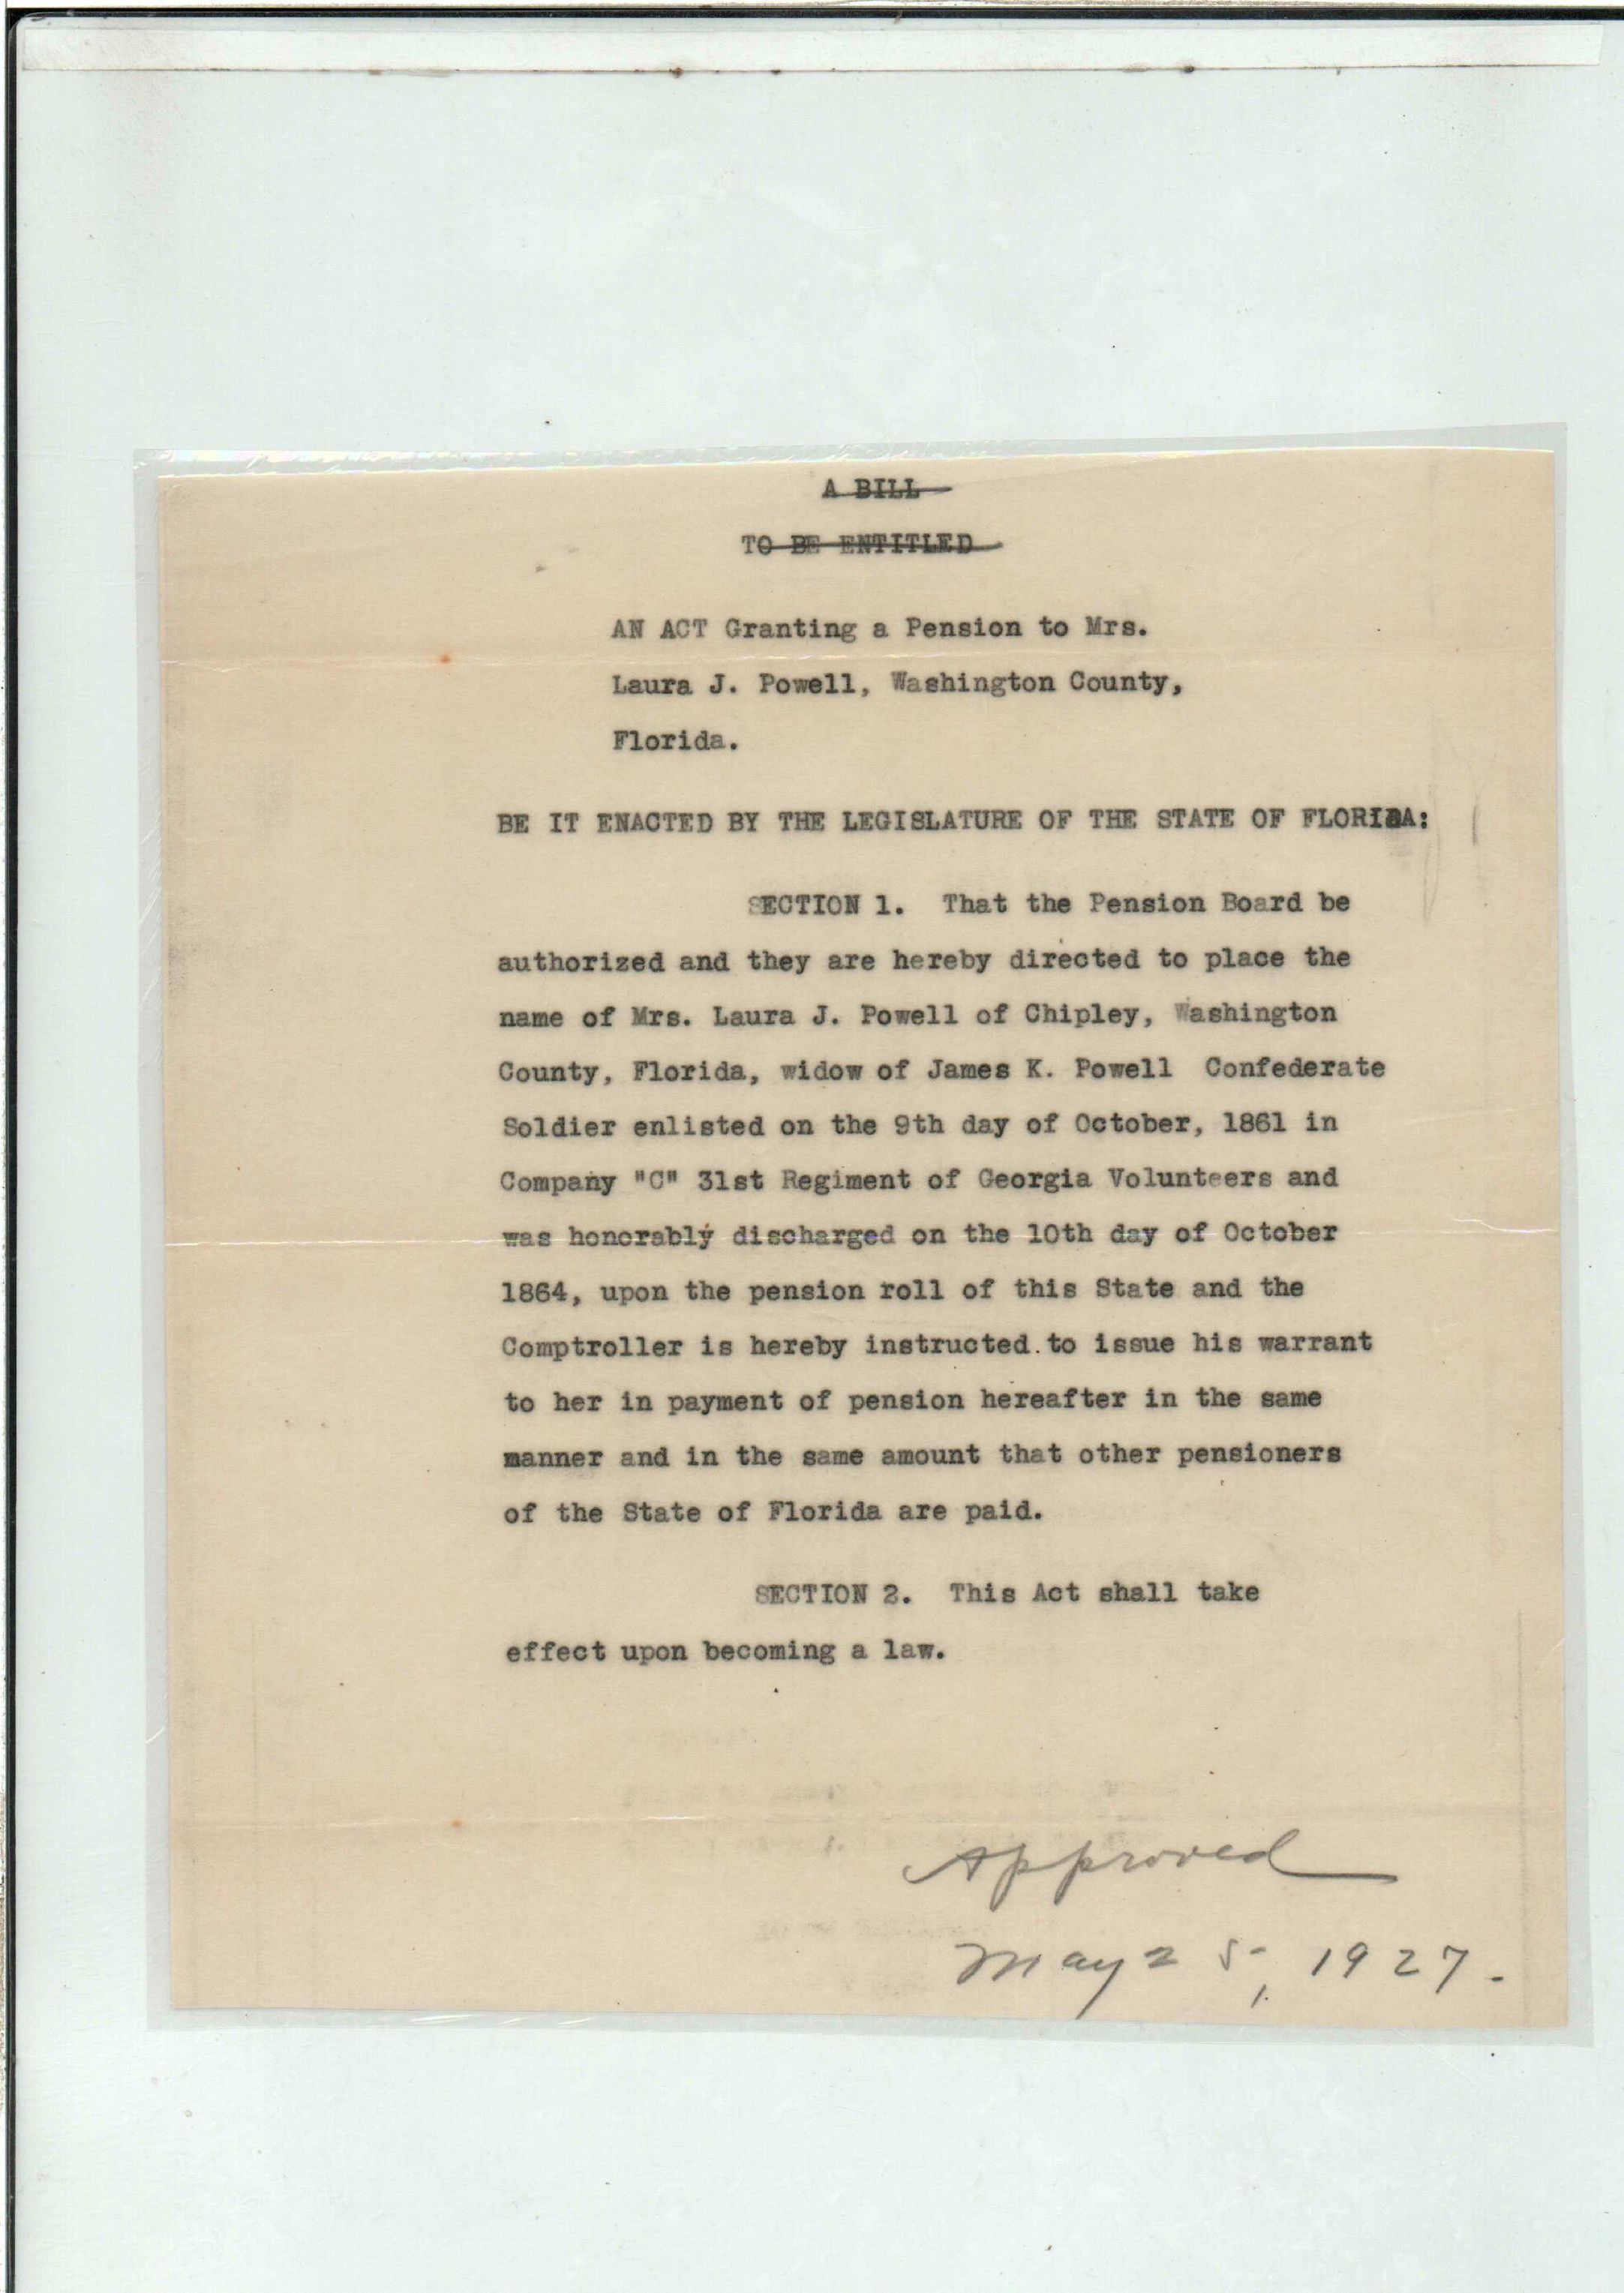 A BILL
TO BE ENTITLED
AN ACT Granting a Pension to Mrs.
Laura J. Powell, Washington County,
Florida.
BE IT ENACTED BY THE LEGISLATURE OF THE STATE OF FLORIDA:
SECTION 1. That the Pension Board be
authorized and they are hereby directed to place the
name of Mrs. Laura J. Powell of Chipley, Washington
County, Florida, widow of James K. Powell Confederate
Soldier enlisted on the 9th day of October, 1861 in
Company "C" 31st Regiment of Georgia Volunteers and
was honorably discharged on the 10th day of October
1864, upon the pension roll of this State and the
Comptroller is hereby instructed to issue his warrant
to her in payment of pension hereafter in the same
manner and in the same amount that other pensioners
of the State of Florida are paid.
SECTION 2. This Act shall take
effect upon becoming a law.
Approved
May 25, 1927.